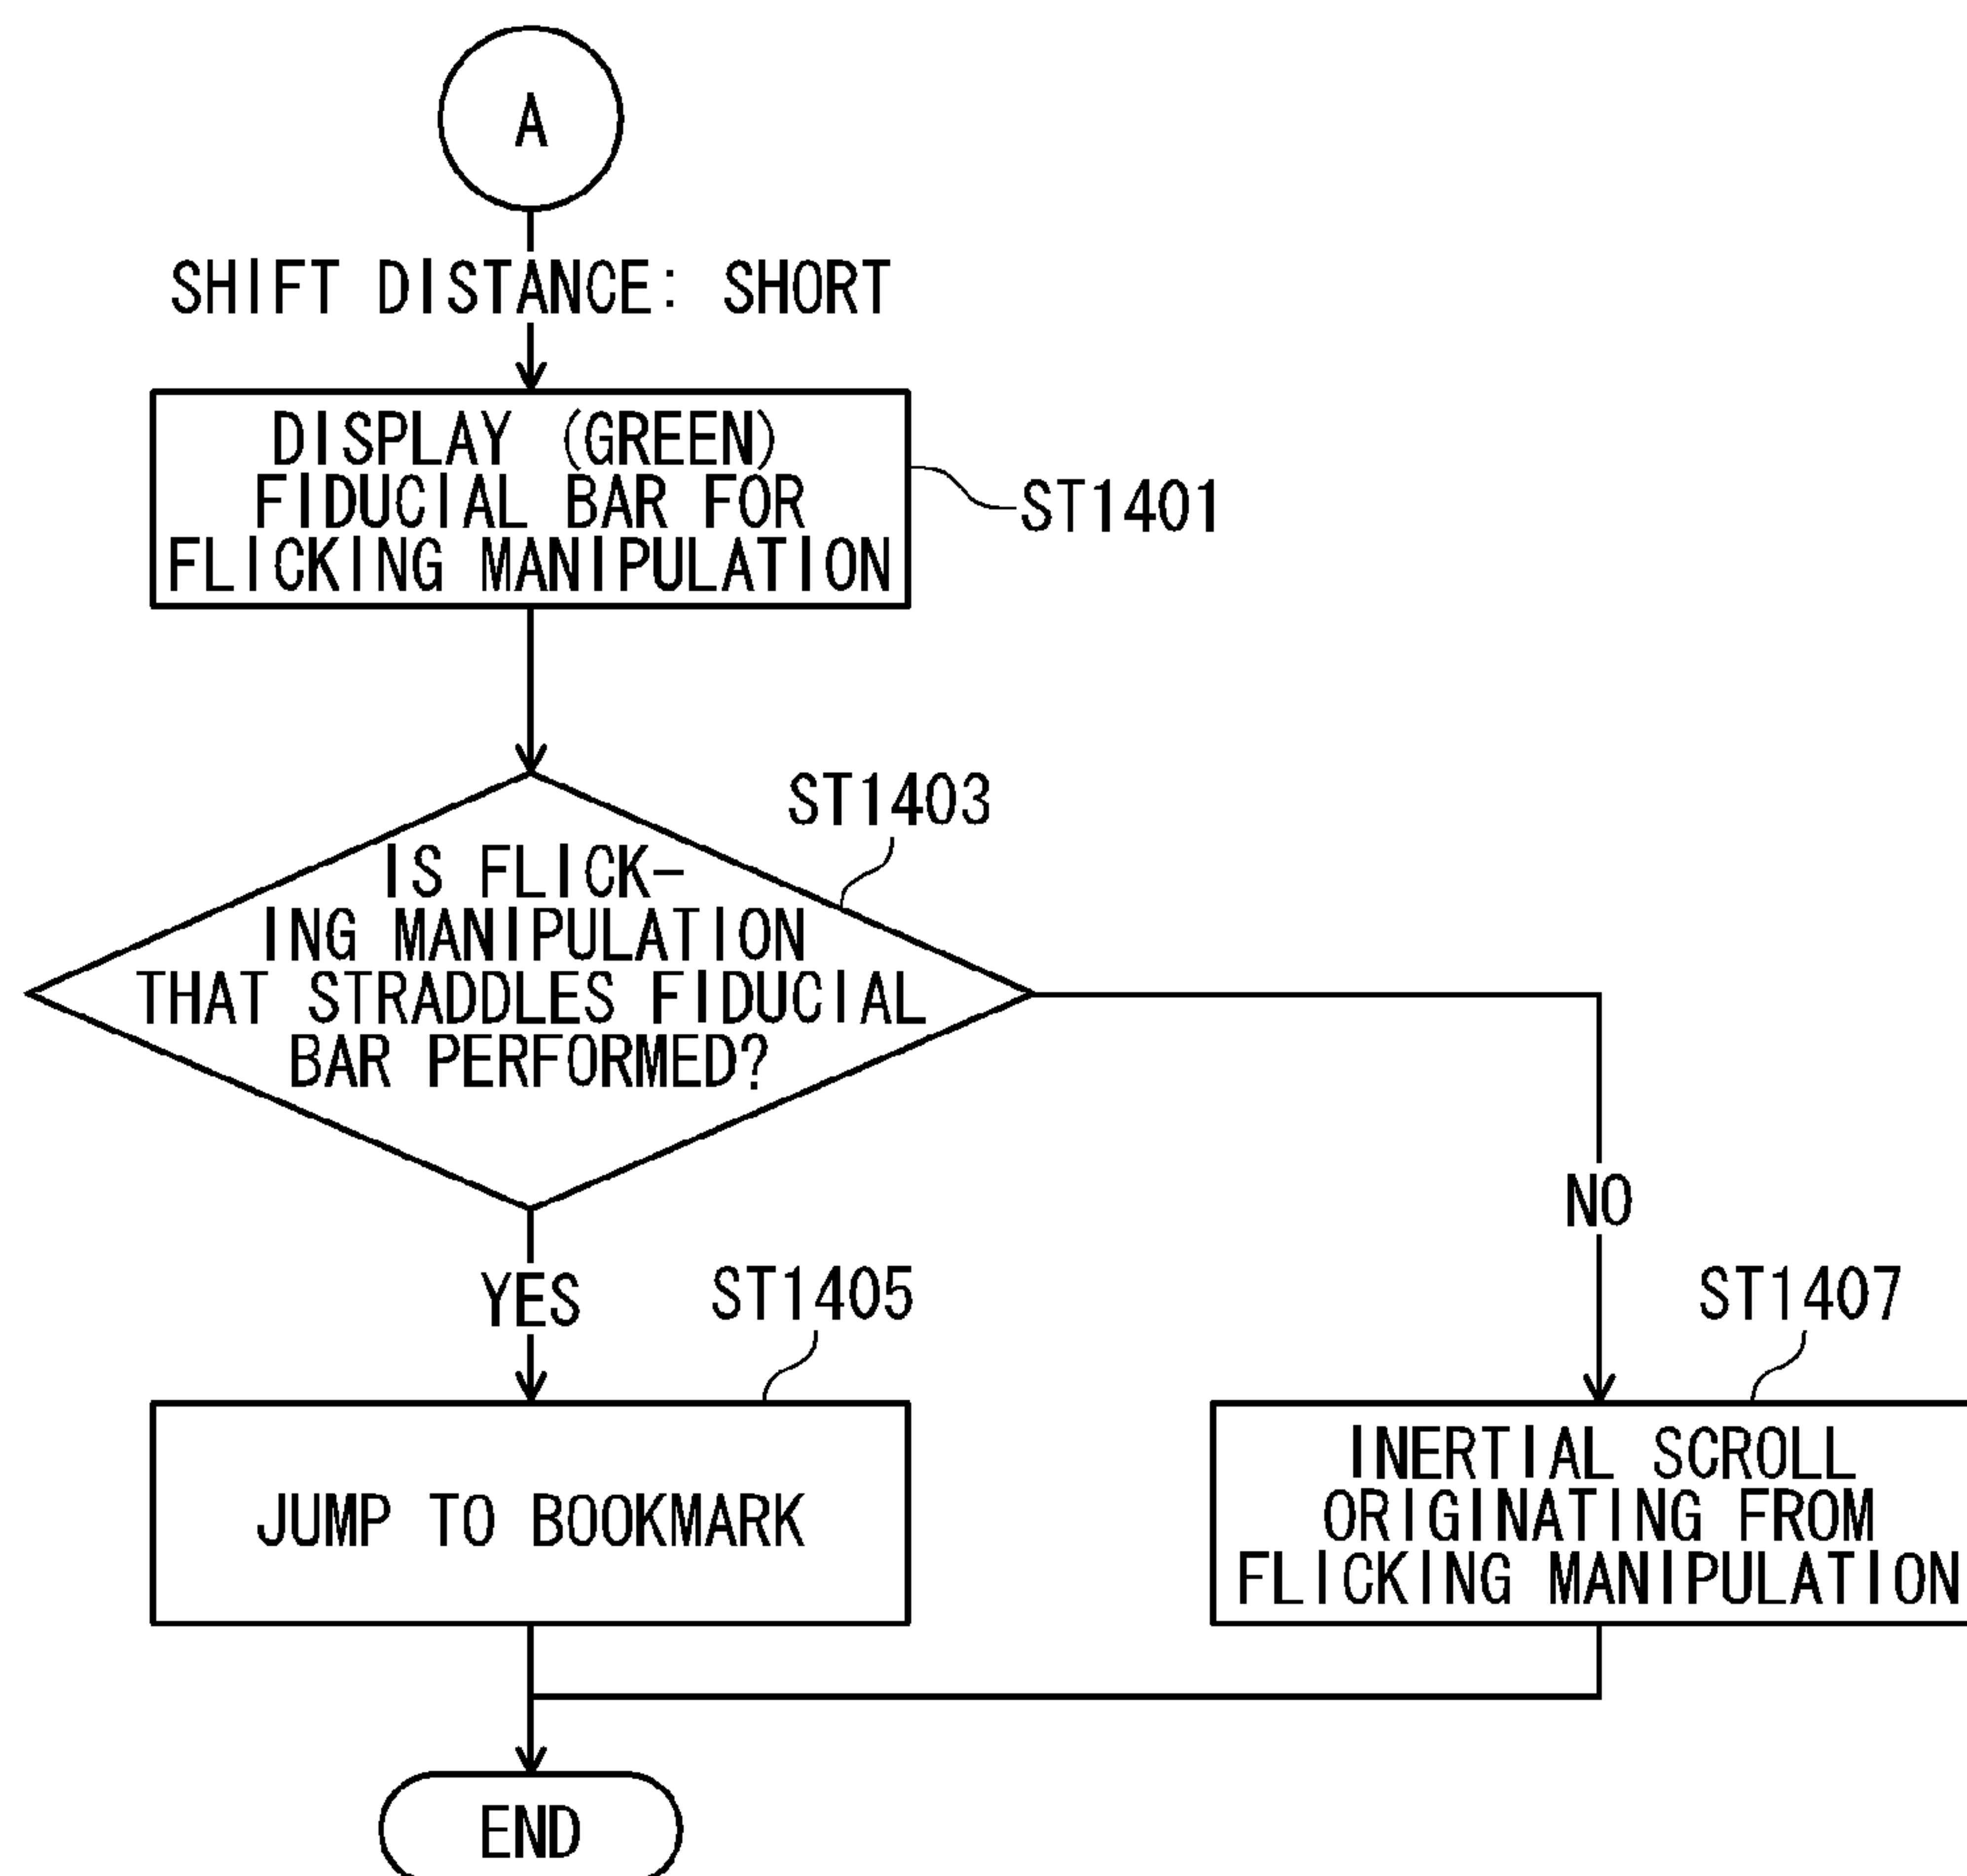 A
SHIFT DISTANCE: SHORT
DISPLAY (GREEN)
FIDUCIAL BAR FOR
FLICKING MANIPULATION
ST1401
ST1403
IS FLICK-
ING MANIPULATION
THAT STRADDLES FIDUCIAL
BAR PERFORMED?
NO
YES
ST1405
ST1407
JUMP TO BOOKMARK
INERTIAL SCROLL
ORIGINATING FROM
FLICKING MANIPULATION
END